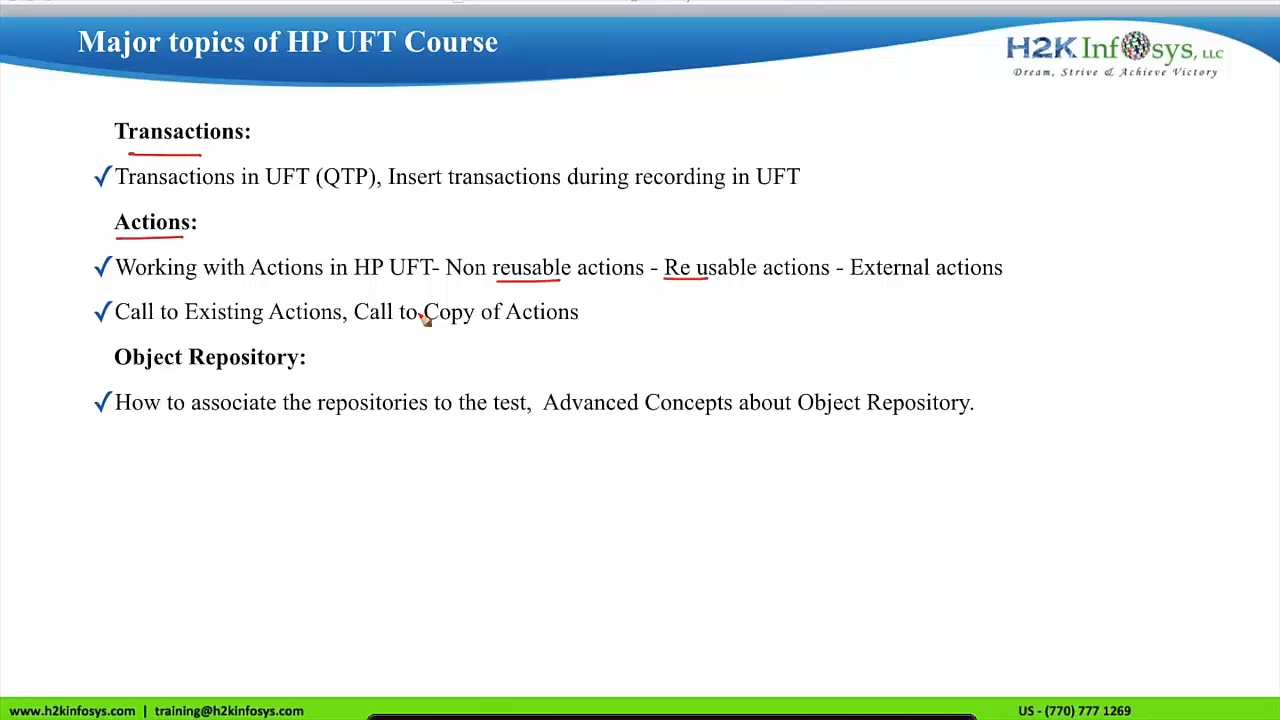 Major topics of HP UFT Course
H2K Infosys, LLC
Dream, Strive & Achieve Victory
Transactions:
Transactions in UFT (QTP), Insert transactions during recording in UFT
Actions:
Working with Actions in HP UFT- Non reusable actions - Re usable actions - External actions
Call to Existing Actions, Call to Copy of Actions
Object Repository:
How to associate the repositories to the test,  Advanced Concepts about Object Repository.
www.h2kinfosys.com | training@h2kinfosys.com
US - (770) 777 1269